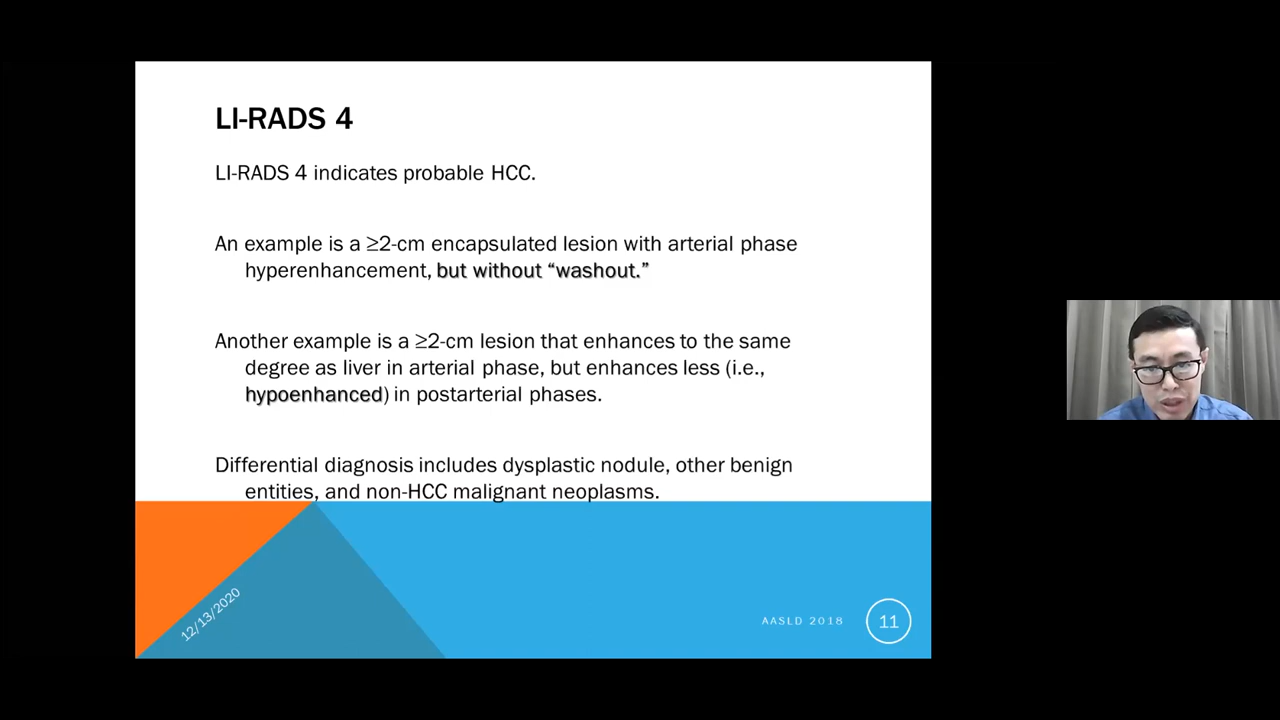 LI-RADS 4
LI-RADS 4 indicates probable HCC.
An example is a ≥2-cm encapsulated lesion with arterial phase
hyperenhancement, but without “washout.”
Another example is a ≥2-cm lesion that enhances to the same
degree as liver in arterial phase, but enhances less (i.e.,
hypoenhanced) in postarterial phases.
Differential diagnosis includes dysplastic nodule, other benign
entities, and non-HCC malignant neoplasms.
12/13/2020
AASLD 2018
11